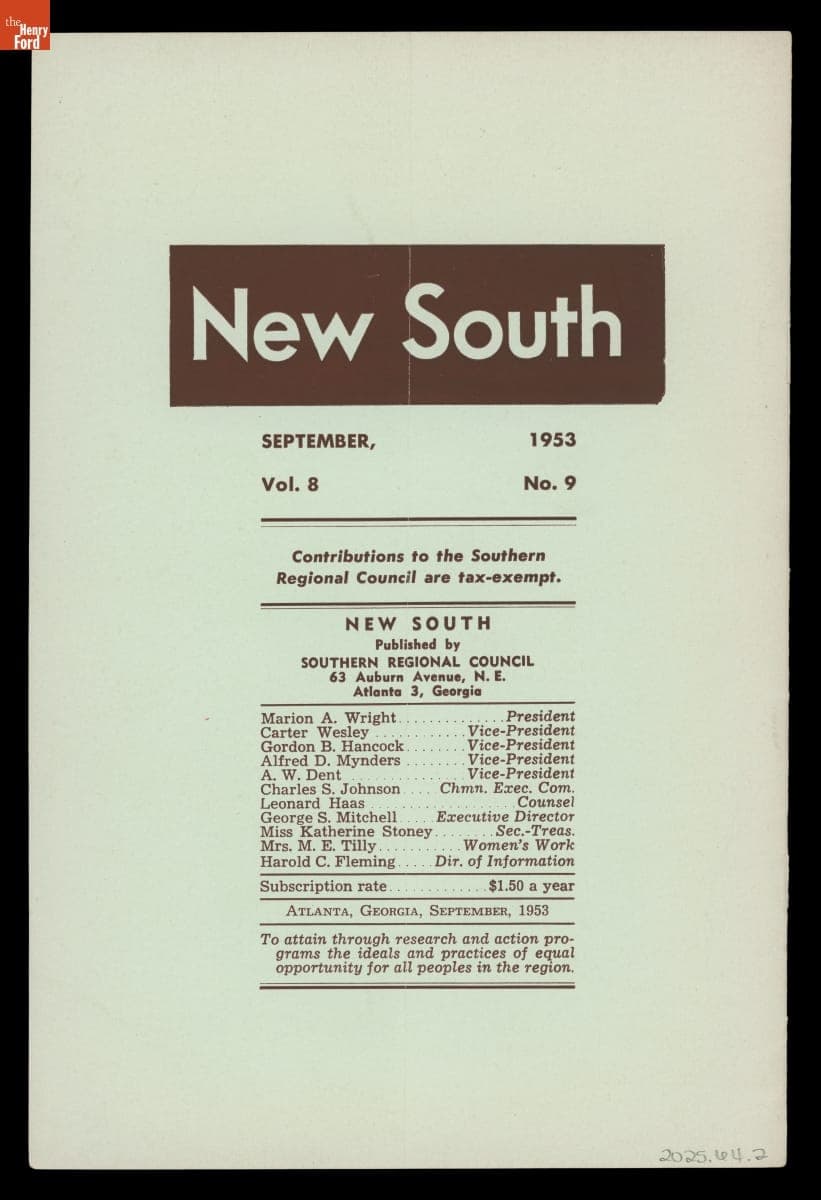 the
Henry
Ford
New South
SEPTEMBER, 1953
Vol. 8 No. 9
Contributions to the Southern
Regional Council are tax-exempt.
NEW SOUTH
Published by
SOUTHERN REGIONAL COUNCIL
63 Auburn Avenue, N. E.
Atlanta 3, Georgia
Marion A. Wright..............President
Carter Wesley ............Vice-President
Gordon B. Hancock........Vice-President
Alfred D. Mynders ........Vice-President
A. W. Dent ..............Vice-President
Charles S. Johnson .... Chmn. Exec. Com.
Leonard Haas ...................Counsel
George S. Mitchell.....Executive Director
Miss Katherine Stoney........Sec.-Treas.
Mrs. M. E. Tilly...........Women's Work
Harold C. Fleming.....Dir. of Information
Subscription rate.............$1.50 a year
ATLANTA, GEORGIA, SEPTEMBER, 1953
To attain through research and action pro-
grams the ideals and practices of equal
opportunity for all peoples in the region.
2025.64.2